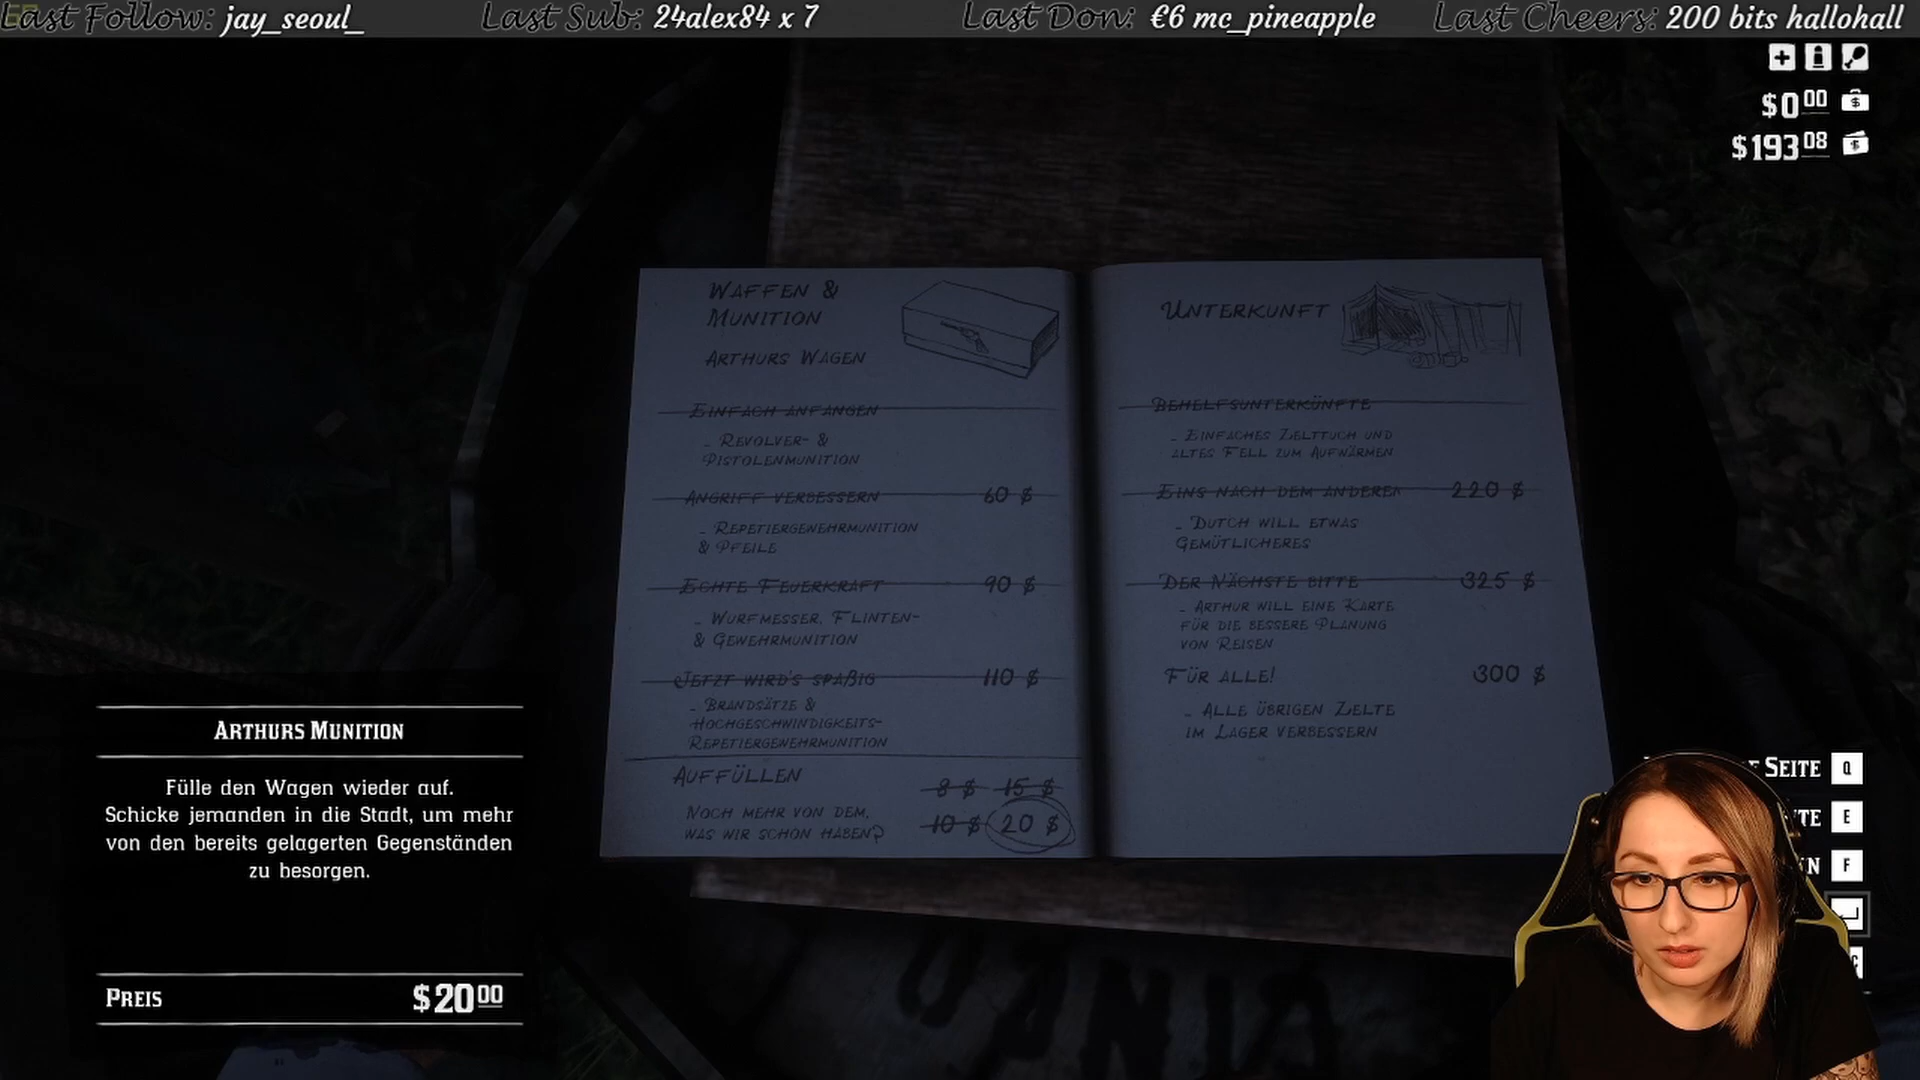 Last Follow: jay_seoul_
Last Sub: 24alex84 x 7
Last Don: €6 mc_pineapple
Last Cheers: 200 bits hallohall
$0 00
$193 08
WAFFEN &
MUNITION
ARTHURS WAGEN
EINFACH ANFANGEN
- REVOLVER- &
PISTOLENMUNITION
ANGRIFF VERBESSERN 60 $
- REPETIERGEWEHRMUNITION
& PFEILE
ECHTE FEUERKRAFT 90 $
- WURFMESSER, FLINTEN-
& GEWEHRMUNITION
JETZT WIRD'S SPAßIG 110 $
- BRANDSÄTZE &
HOCHGESCHWINDIGKEITS-
REPETIERGEWEHRMUNITION
AUFFÜLLEN 8 $ 15 $
NOCH MEHR VON DEM,
WAS WIR SCHON HABEN? 10 $ 20 $
UNTERKUNFT
BEHELFSUNTERKÜNFTE
- EINFACHES ZELTTUCH UND
ALTES FELL ZUM AUFWÄRMEN
EINS NACH DEM ANDEREN 220 $
- DUTCH WILL ETWAS
GEMÜTLICHERES
DER NÄCHSTE BITTE 325 $
- ARTHUR WILL EINE KARTE
FÜR DIE BESSERE PLANUNG
VON REISEN
FÜR ALLE! 300 $
- ALLE ÜBRIGEN ZELTE
IM LAGER VERBESSERN
ARTHURS MUNITION
Fülle den Wagen wieder auf.
Schicke jemanden in die Stadt, um mehr
von den bereits gelagerten Gegenständen
zu besorgen.
PREIS $20 00
SEITE Q
E
F